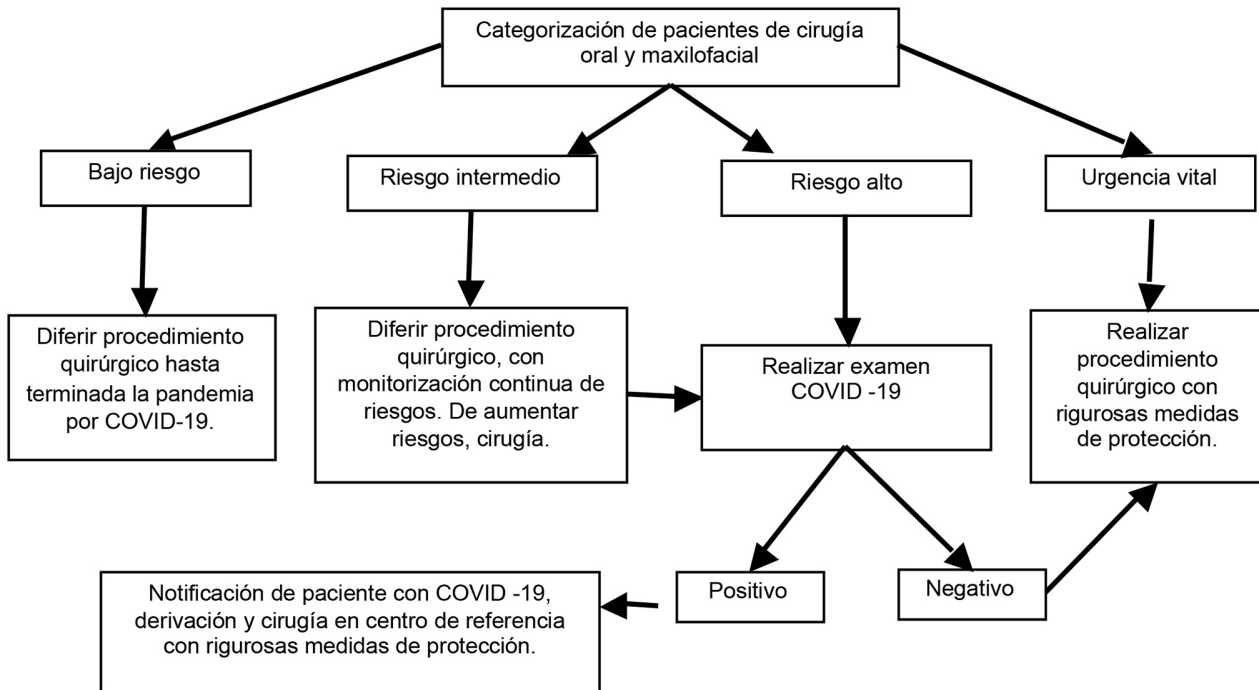 Categorización de pacientes de cirugía
oral y maxilofacial
Bajo riesgo
Riesgo intermedio
Riesgo alto
Urgencia vital
Diferir procedimiento
quirúrgico hasta
terminada la pandemia
por COVID-19.
Diferir procedimiento
quirúrgico, con
monitorización continua de
riesgos. De aumentar
riesgos, cirugía.
Realizar examen
COVID -19
Realizar
procedimiento
quirúrgico con
rigurosas medidas
de protección.
Positivo
Negativo
Notificación de paciente con COVID -19,
derivación y cirugía en centro de referencia
con rigurosas medidas de protección.